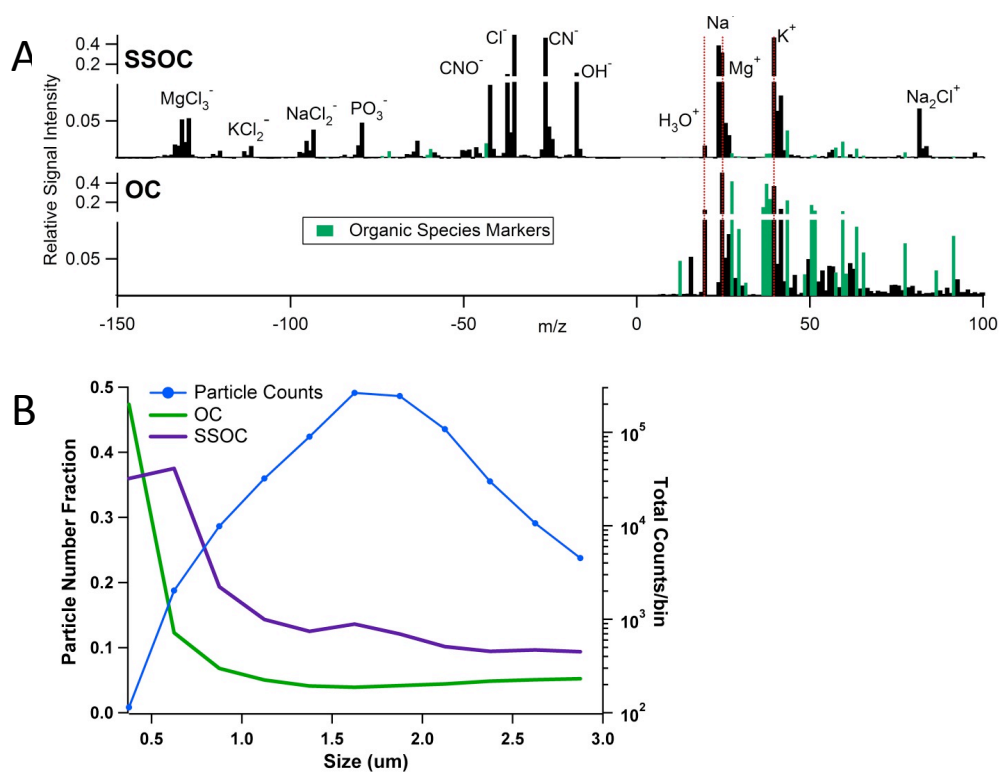 A
SSOC
0.4
0.2
0.05
MgCl3-
KCl2-
NaCl2-
PO3-
CNO-
Cl-
CN-
OH-
H3O+
Na-
Mg+
K+
Na2Cl+
Relative Signal Intensity
OC
0.4
0.2
0.05
Organic Species Markers
-150
-100
-50
m/z
0
50
100
B
Particle Counts
OC
SSOC
Particle Number Fraction
0.5
0.4
0.3
0.2
0.1
0.0
0.5
1.0
1.5
2.0
2.5
3.0
Size (um)
10^5
10^4
10^3
10^2
Total Counts/bin